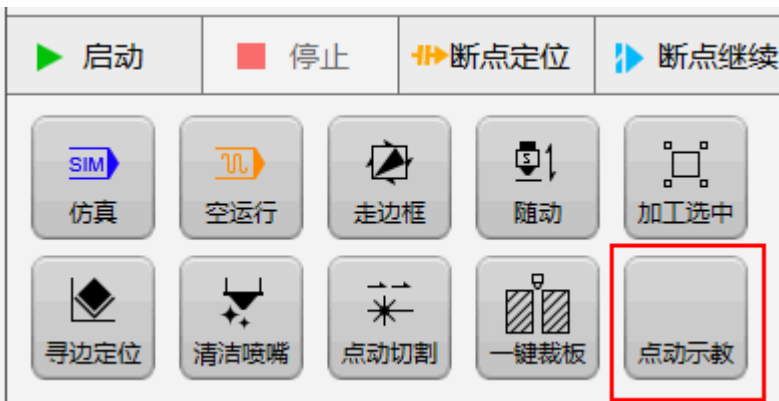 启动 停止 断点定位 断点继续
SIM S
仿真 空运行 走边框 随动 加工选中
寻边定位 清洁喷嘴 点动切割 一键裁板 点动示教